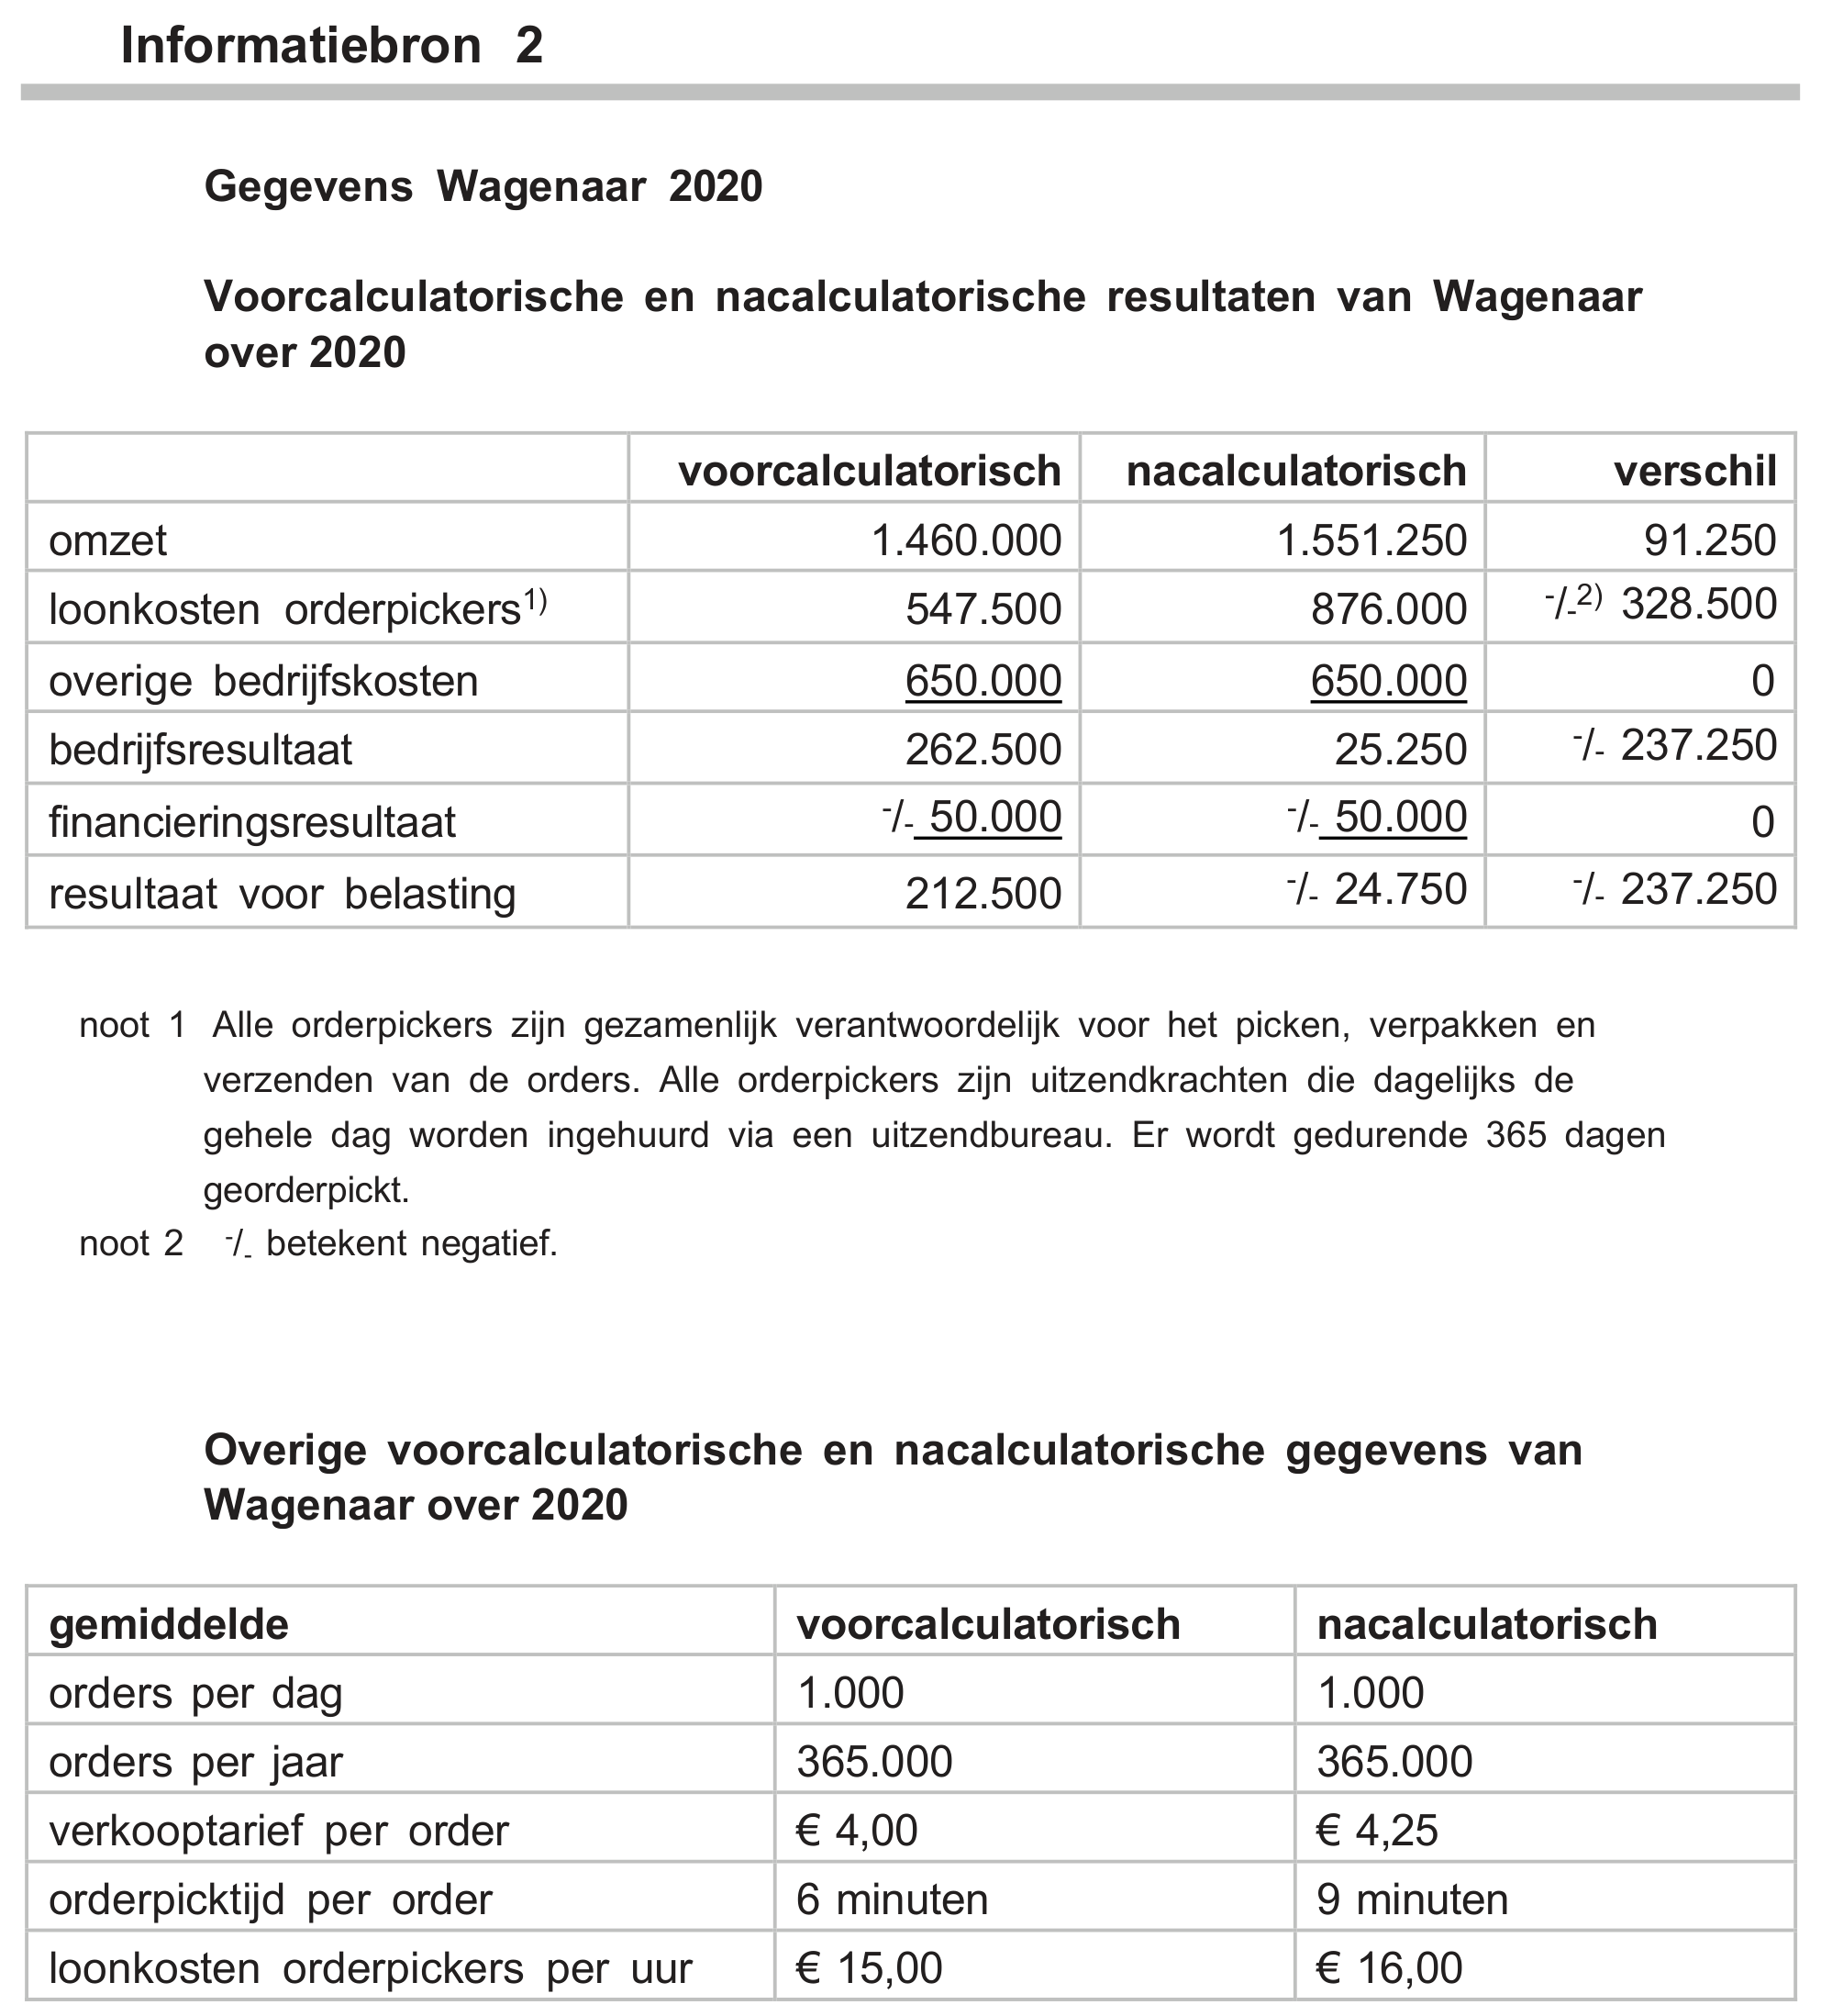 Informatiebron 2
Gegevens Wagenaar 2020
Voorcalculatorische en nacalculatorische resultaten van Wagenaar
over 2020
voorcalculatorisch nacalculatorisch verschil
omzet 1.460.000 1.551.250 91.250
loonkosten orderpickers1) 547.500 876.000 -/-2) 328.500
overige bedrijfskosten 650.000 650.000 0
bedrijfsresultaat 262.500 25.250 -/- 237.250
financieringsresultaat -/- 50.000 -/- 50.000 0
resultaat voor belasting 212.500 -/- 24.750 -/- 237.250
noot 1 Alle orderpickers zijn gezamenlijk verantwoordelijk voor het picken, verpakken en
verzenden van de orders. Alle orderpickers zijn uitzendkrachten die dagelijks de
gehele dag worden ingehuurd via een uitzendbureau. Er wordt gedurende 365 dagen
georderpickt.
noot 2 -/- betekent negatief.
Overige voorcalculatorische en nacalculatorische gegevens van
Wagenaar over 2020
gemiddelde voorcalculatorisch nacalculatorisch
orders per dag 1.000 1.000
orders per jaar 365.000 365.000
verkooptarief per order € 4,00 € 4,25
orderpicktijd per order 6 minuten 9 minuten
loonkosten orderpickers per uur € 15,00 € 16,00